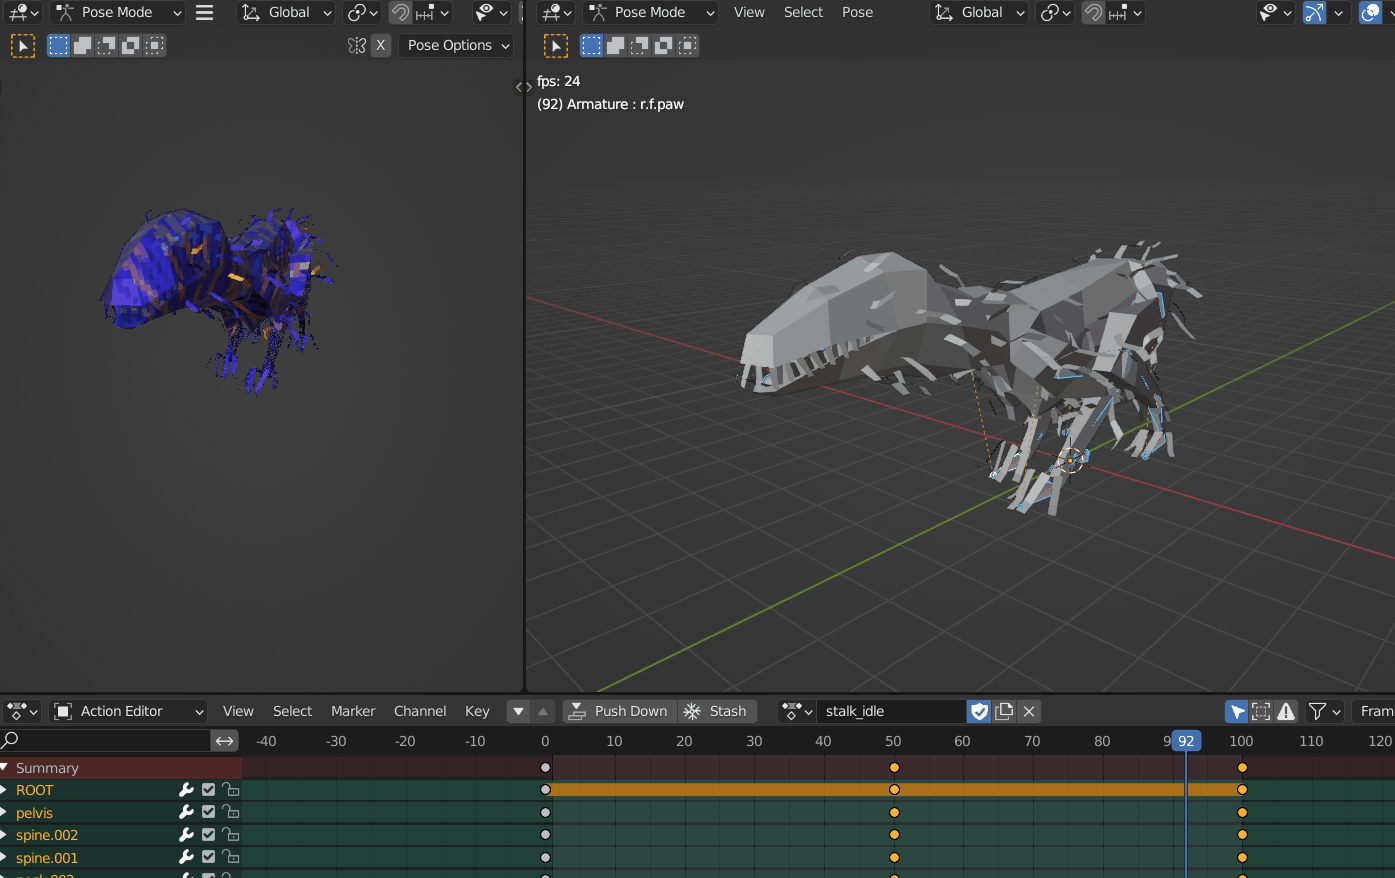 Pose Mode Global
X Pose Options
Pose Mode View Select Pose Global
fps: 24
(92) Armature : r.f.paw
Action Editor View Select Marker Channel Key Push Down Stash stalk_idle Fram
-40 -30 -20 -10 0 10 20 30 40 50 60 70 80 9 92 100 110 120
Summary
ROOT
pelvis
spine.002
spine.001